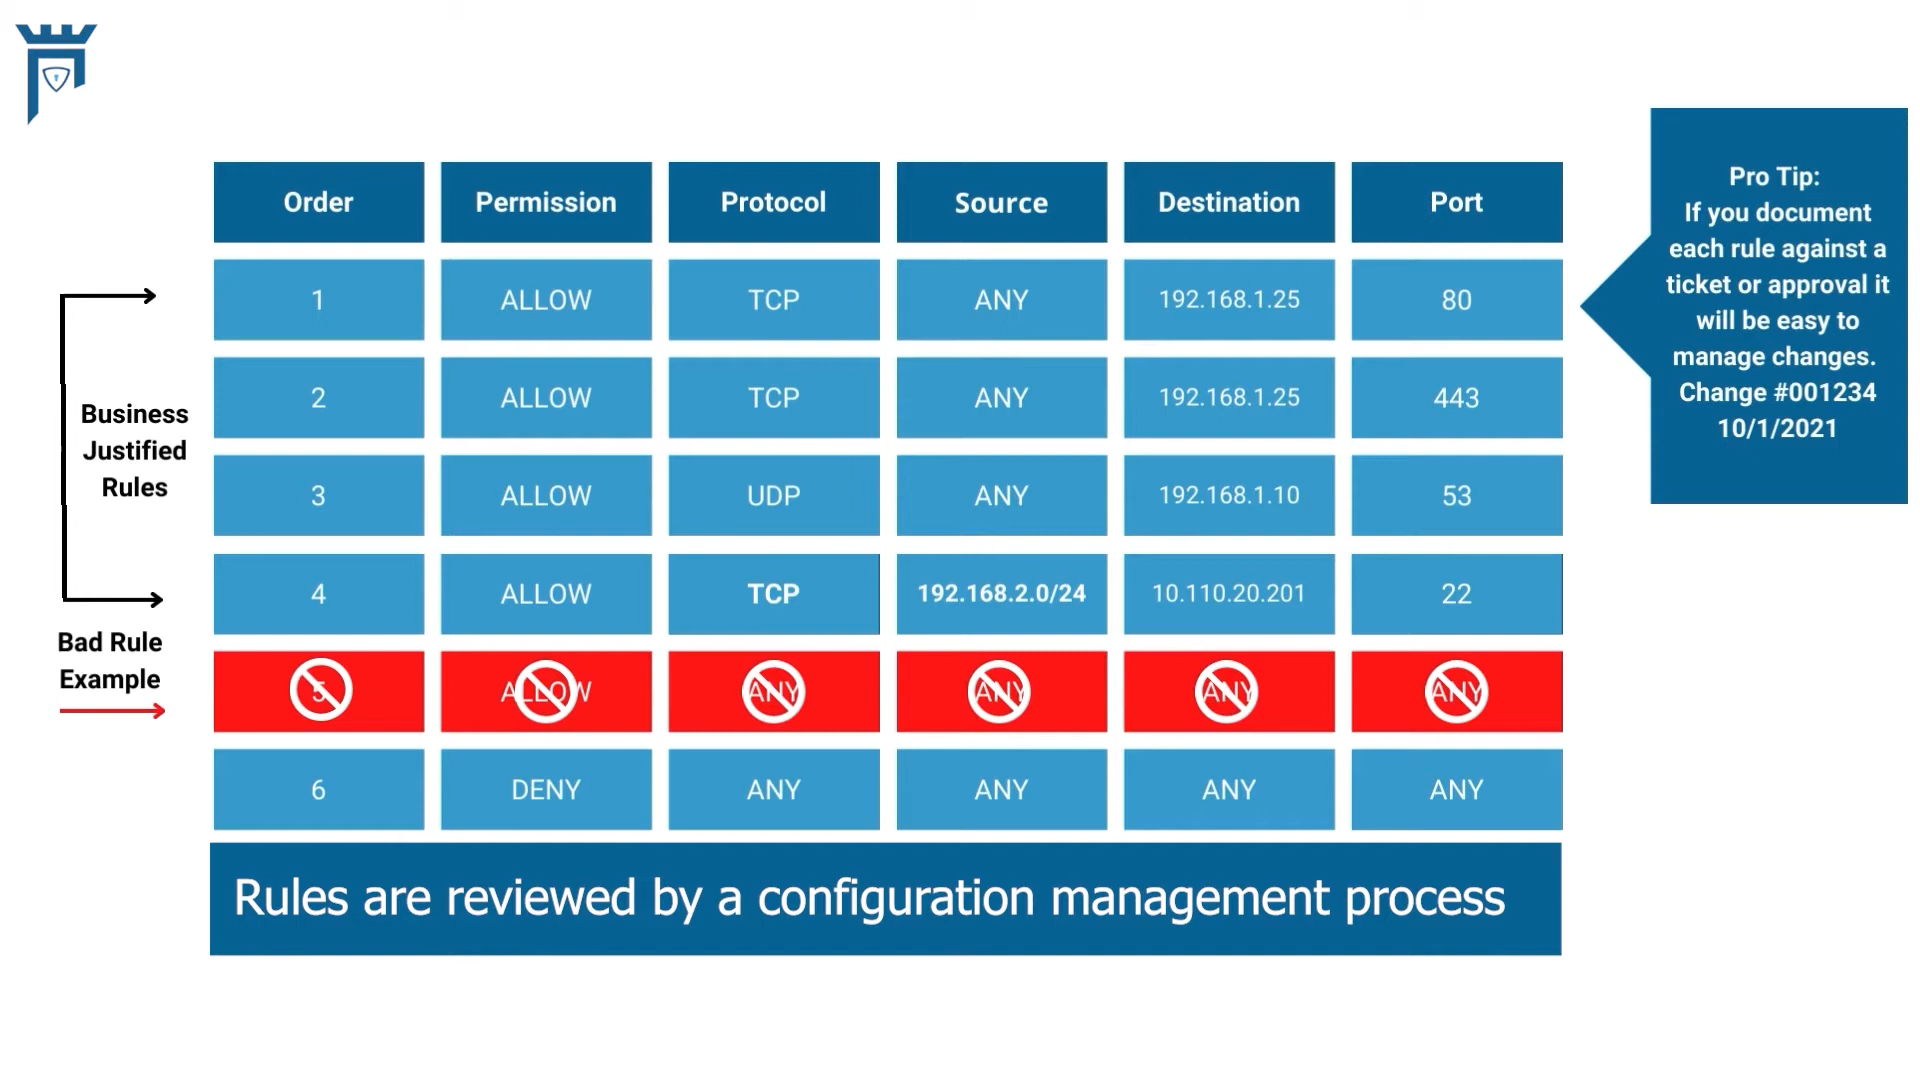 Order Permission Protocol Source Destination Port
1 ALLOW TCP ANY 192.168.1.25 80
2 ALLOW TCP ANY 192.168.1.25 443
3 ALLOW UDP ANY 192.168.1.10 53
4 ALLOW TCP 192.168.2.0/24 10.110.20.201 22
5 ALLOW ANY ANY ANY ANY
6 DENY ANY ANY ANY ANY
Rules are reviewed by a configuration management process
Business
Justified
Rules
Bad Rule
Example
Pro Tip:
If you document
each rule against a
ticket or approval it
will be easy to
manage changes.
Change #001234
10/1/2021